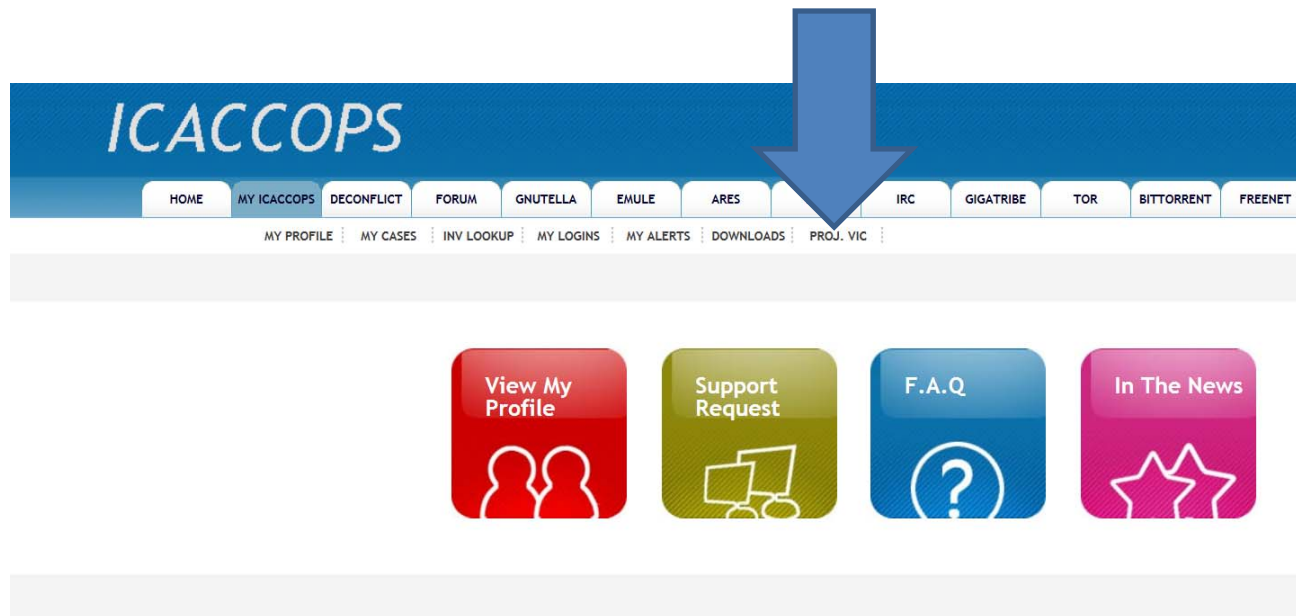 ICACCOPS
HOME MY ICACCOPS DECONFLICT FORUM GNUTELLA EMULE ARES IRC GIGATRIBE TOR BITTORRENT FREENET
MY PROFILE MY CASES INV LOOKUP MY LOGINS MY ALERTS DOWNLOADS PROJ. VIC
View My
Profile
Support
Request
F.A.Q
In The News